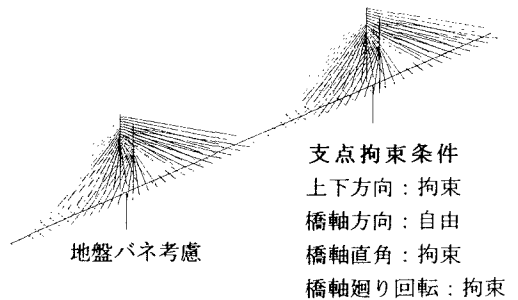 支点拘束条件
上下方向：拘束
橋軸方向：自由
地盤バネ考慮
橋軸直角：拘束
橋軸廻り回転：拘束